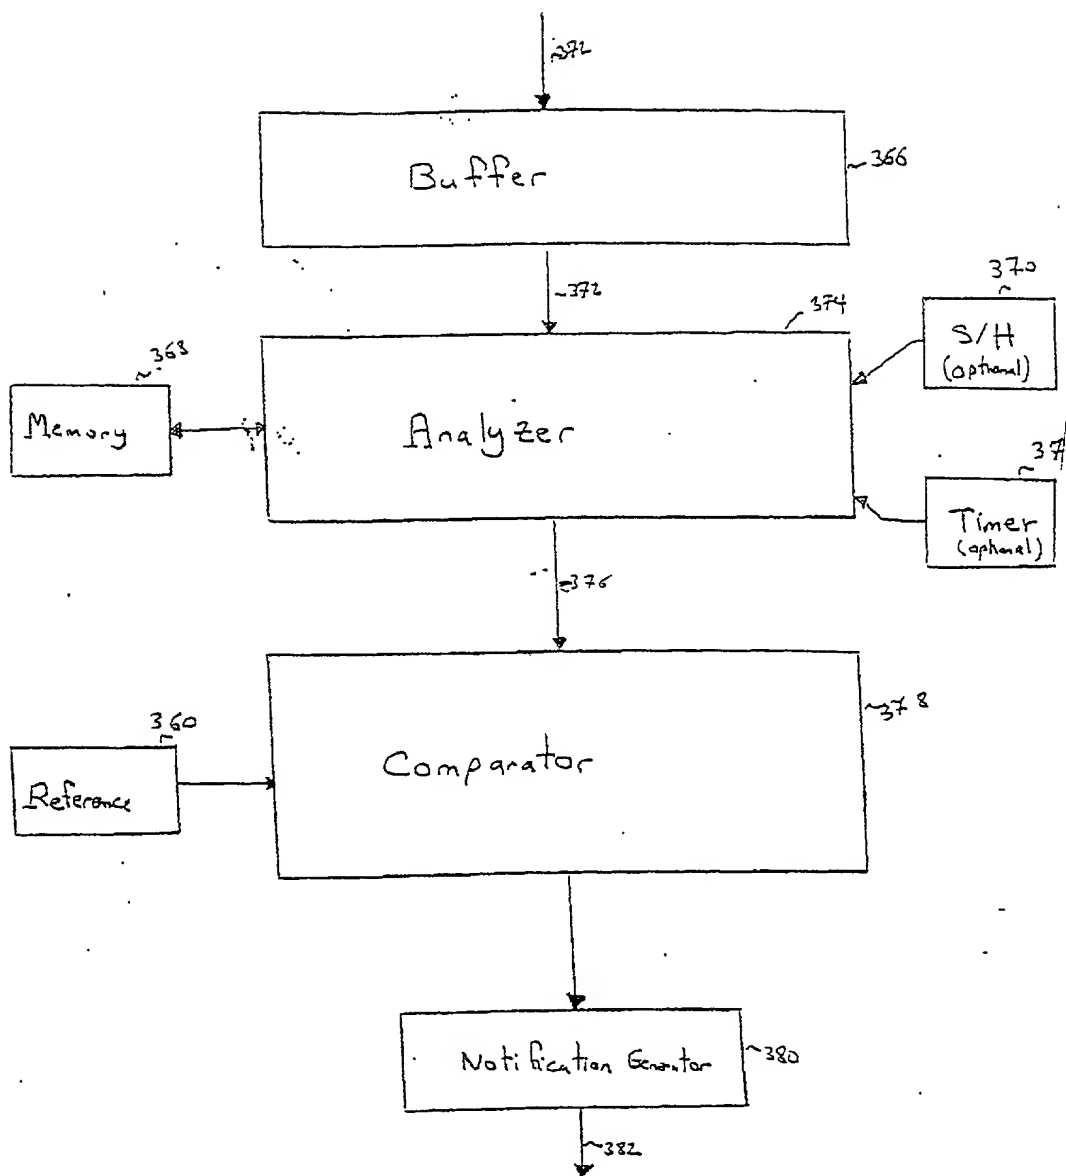 372
Buffer
366
372
374
370
S/H
(optional)
368
Memory
Analyzer
37
Timer
(optional)
376
360
Reference
Comparator
378
Notification Generator
380
382